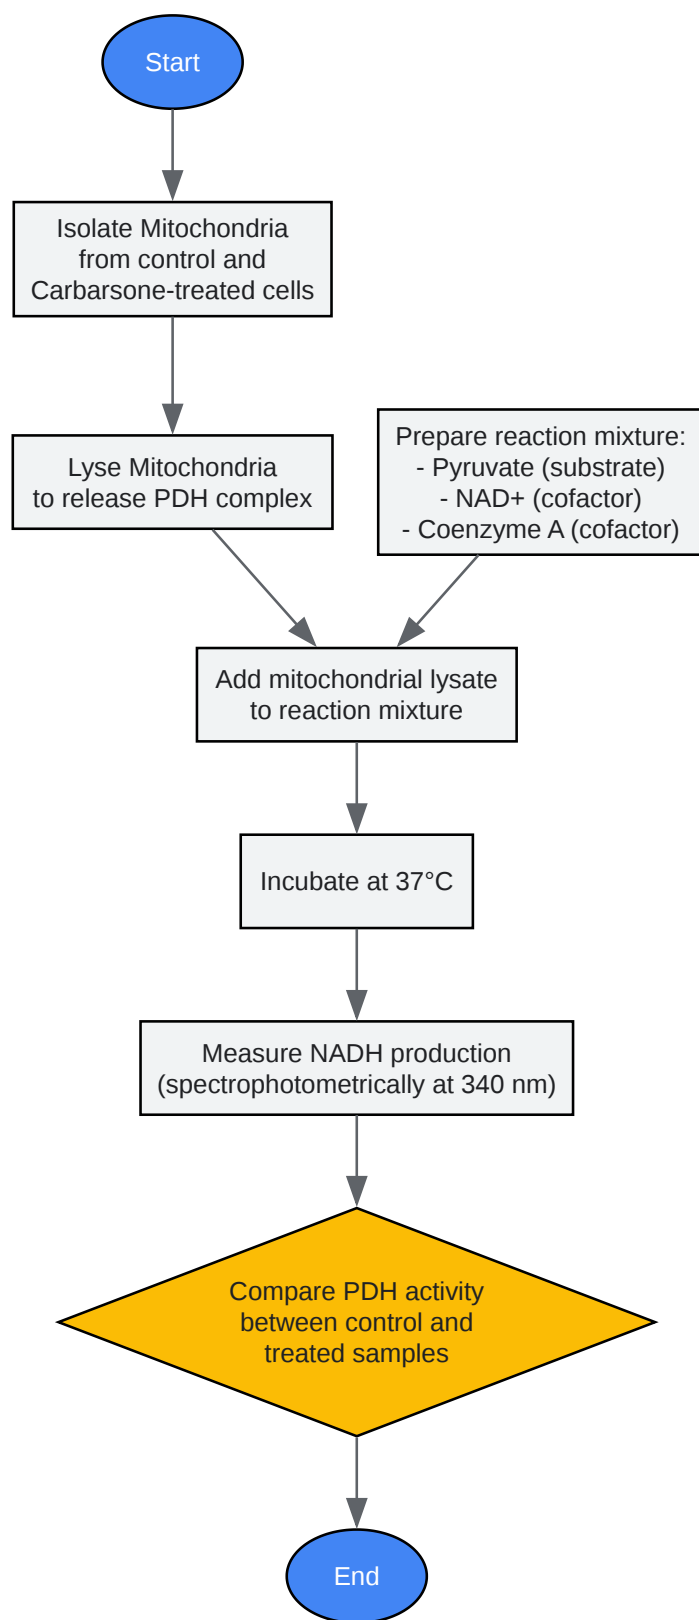 Start
Isolate Mitochondria
from control and
Carbarsone-treated cells
Lyse Mitochondria
to release PDH complex
Prepare reaction mixture:
- Pyruvate (substrate)
- NAD+ (cofactor)
- Coenzyme A (cofactor)
Add mitochondrial lysate
to reaction mixture
Incubate at 37°C
Measure NADH production
(spectrophotometrically at 340 nm)
Compare PDH activity
between control and
treated samples
End